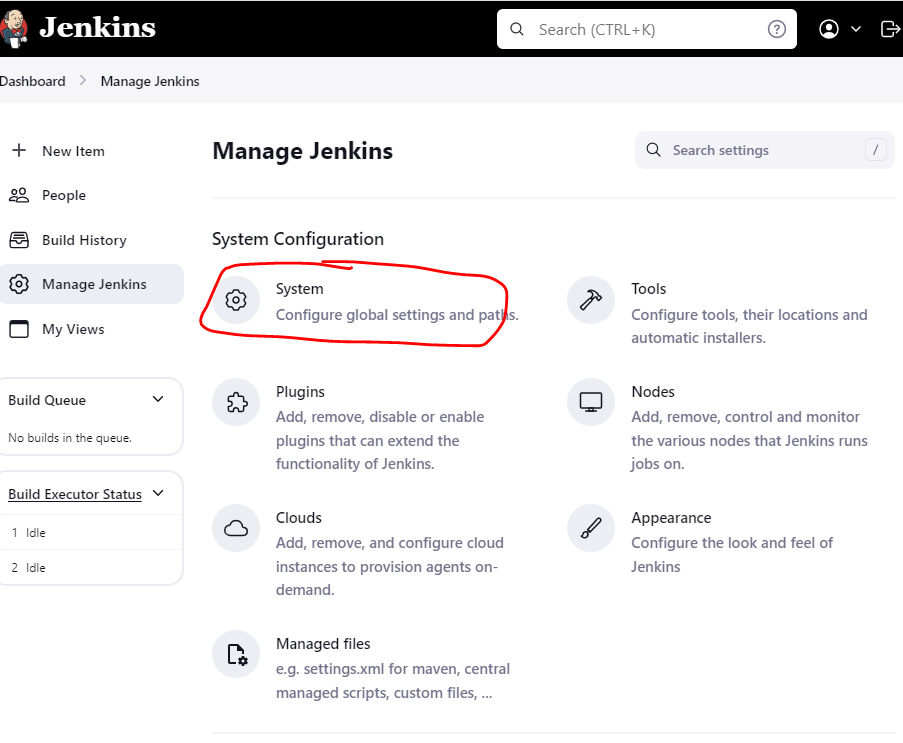 Jenkins
Search (CTRL+K)
?
Dashboard > Manage Jenkins
New Item
People
Build History
Manage Jenkins
My Views
Build Queue
No builds in the queue.
Build Executor Status
1 Idle
2 Idle
Manage Jenkins
Search settings /
System Configuration
System
Configure global settings and paths.
Tools
Configure tools, their locations and
automatic installers.
Plugins
Add, remove, disable or enable
plugins that can extend the
functionality of Jenkins.
Nodes
Add, remove, control and monitor
the various nodes that Jenkins runs
jobs on.
Clouds
Add, remove, and configure cloud
instances to provision agents on-
demand.
Appearance
Configure the look and feel of
Jenkins
Managed files
e.g. settings.xml for maven, central
managed scripts, custom files, ...